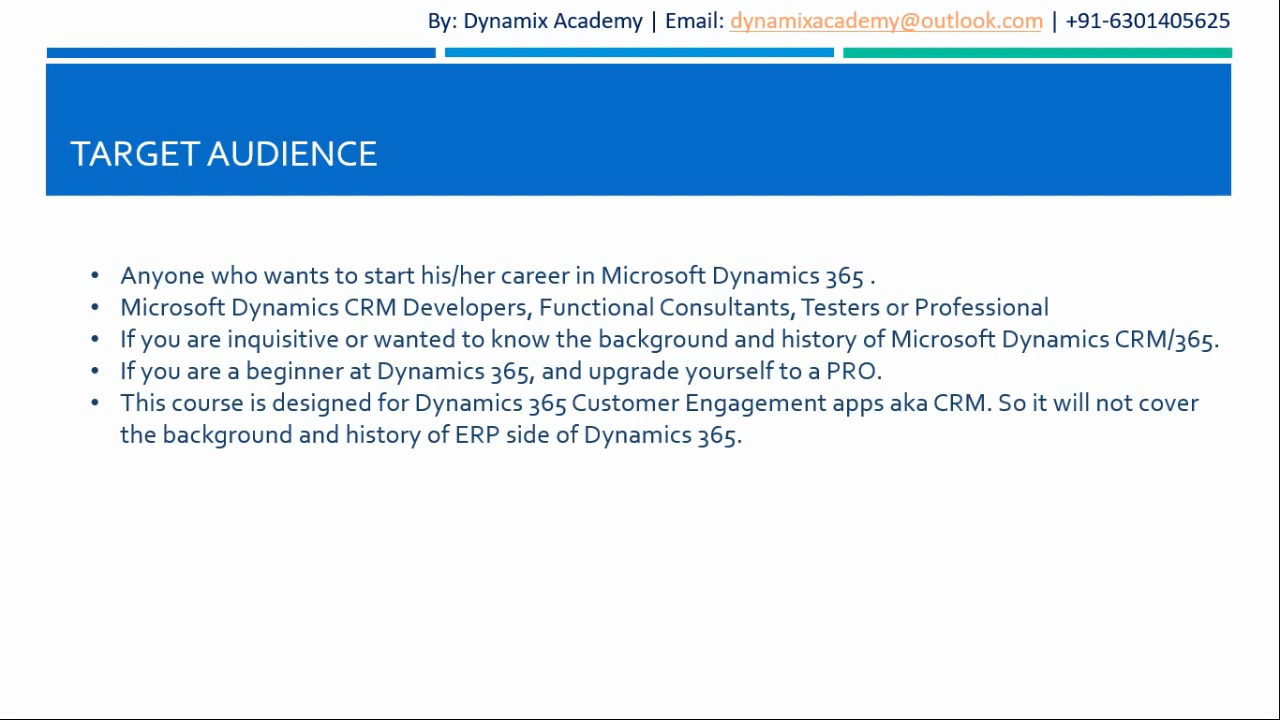 By: Dynamix Academy | Email: dynamixacademy@outlook.com | +91-6301405625
TARGET AUDIENCE
• Anyone who wants to start his/her career in Microsoft Dynamics 365 .
• Microsoft Dynamics CRM Developers, Functional Consultants, Testers or Professional
• If you are inquisitive or wanted to know the background and history of Microsoft Dynamics CRM/365.
• If you are a beginner at Dynamics 365, and upgrade yourself to a PRO.
• This course is designed for Dynamics 365 Customer Engagement apps aka CRM. So it will not cover
the background and history of ERP side of Dynamics 365.